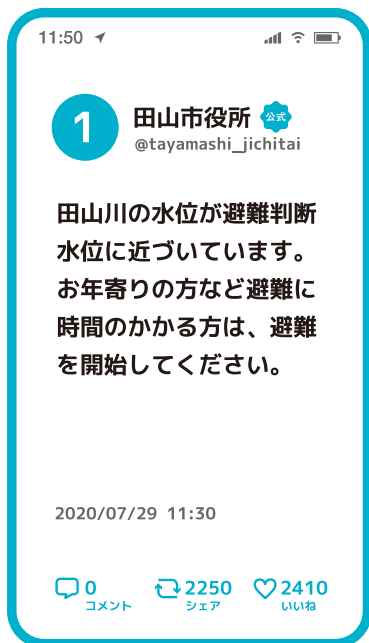 11:50
1
田山市役所 公式
@tayamashi_jichitai
田山川の水位が避難判断
水位に近づいています。
お年寄りの方など避難に
時間のかかる方は、避難
を開始してください。
2020/07/29 11:30
0 2250 2410
コメント シェア いいね